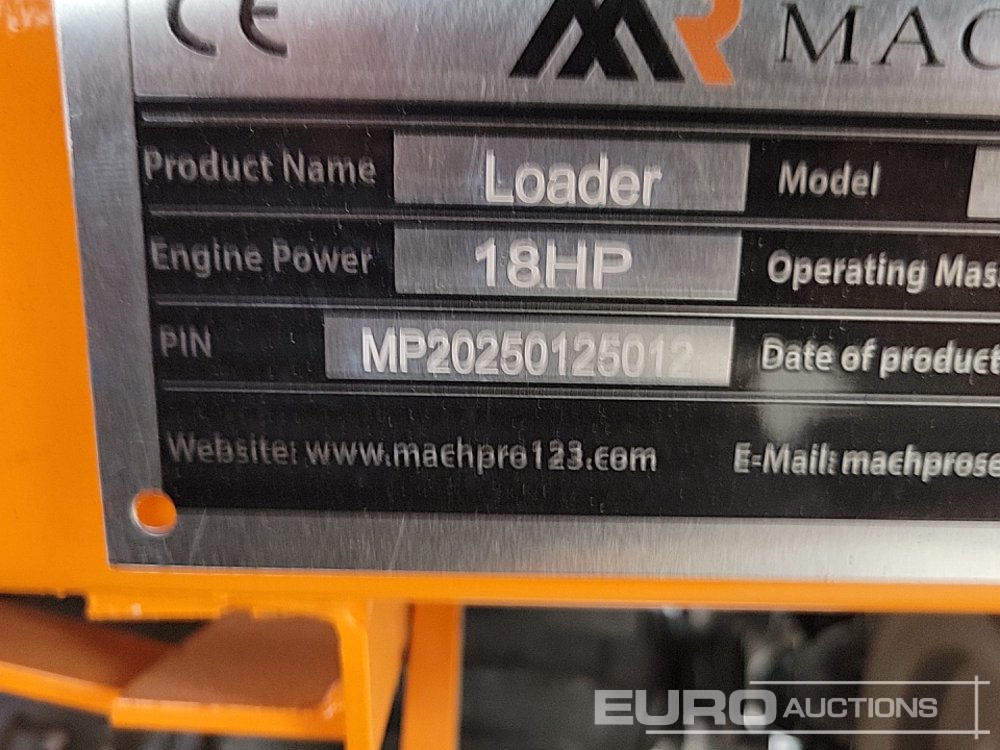 CE MAC
Product Name Loader Model
Engine Power 18HP Operating Mass
PIN MP20250125012 Date of product
Website: www.machpro123.com E-Mail: machprose
EURO AUCTIONS